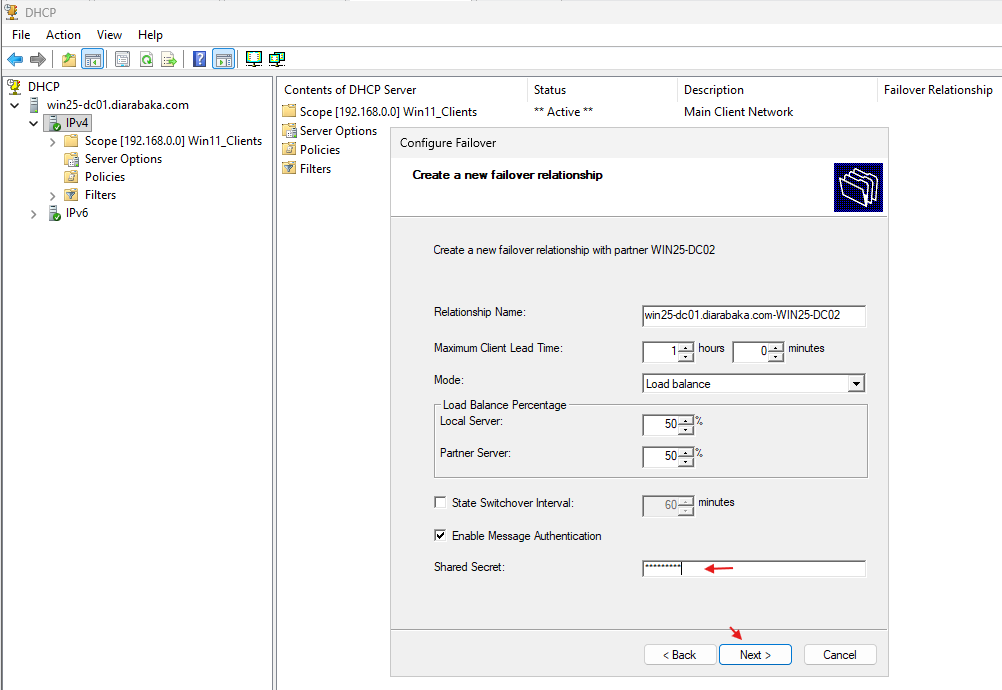 DHCP
File Action View Help
DHCP
win25-dc01.diarabaka.com
IPv4
Scope [192.168.0.0] Win11_Clients
Server Options
Policies
Filters
IPv6
Contents of DHCP Server Status Description Failover Relationship
Scope [192.168.0.0] Win11_Clients ** Active ** Main Client Network
Server Options
Policies
Filters
Configure Failover
Create a new failover relationship
Create a new failover relationship with partner WIN25-DC02
Relationship Name: win25-dc01.diarabaka.com-WIN25-DC02
Maximum Client Lead Time: 1 hours 0 minutes
Mode: Load balance
Load Balance Percentage
Local Server: 50 %
Partner Server: 50 %
State Switchover Interval: 60 minutes
Enable Message Authentication
Shared Secret: *********
< Back Next > Cancel